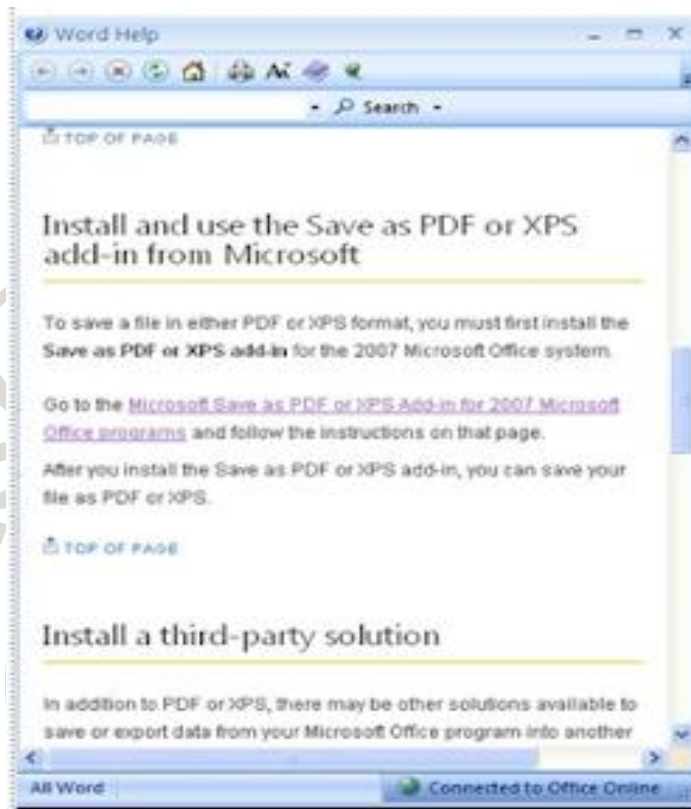 Word Help
Search
TOP OF PAGE
Install and use the Save as PDF or XPS
add-in from Microsoft
To save a file in either PDF or XPS format, you must first install the
Save as PDF or XPS add-in for the 2007 Microsoft Office system.
Go to the Microsoft Save as PDF or XPS Add-in for 2007 Microsoft
Office programs and follow the instructions on that page.
After you install the Save as PDF or XPS add-in, you can save your
file as PDF or XPS.
TOP OF PAGE
Install a third-party solution
In addition to PDF or XPS, there may be other solutions available to
save or export data from your Microsoft Office program into another
All Word
Connected to Office Online